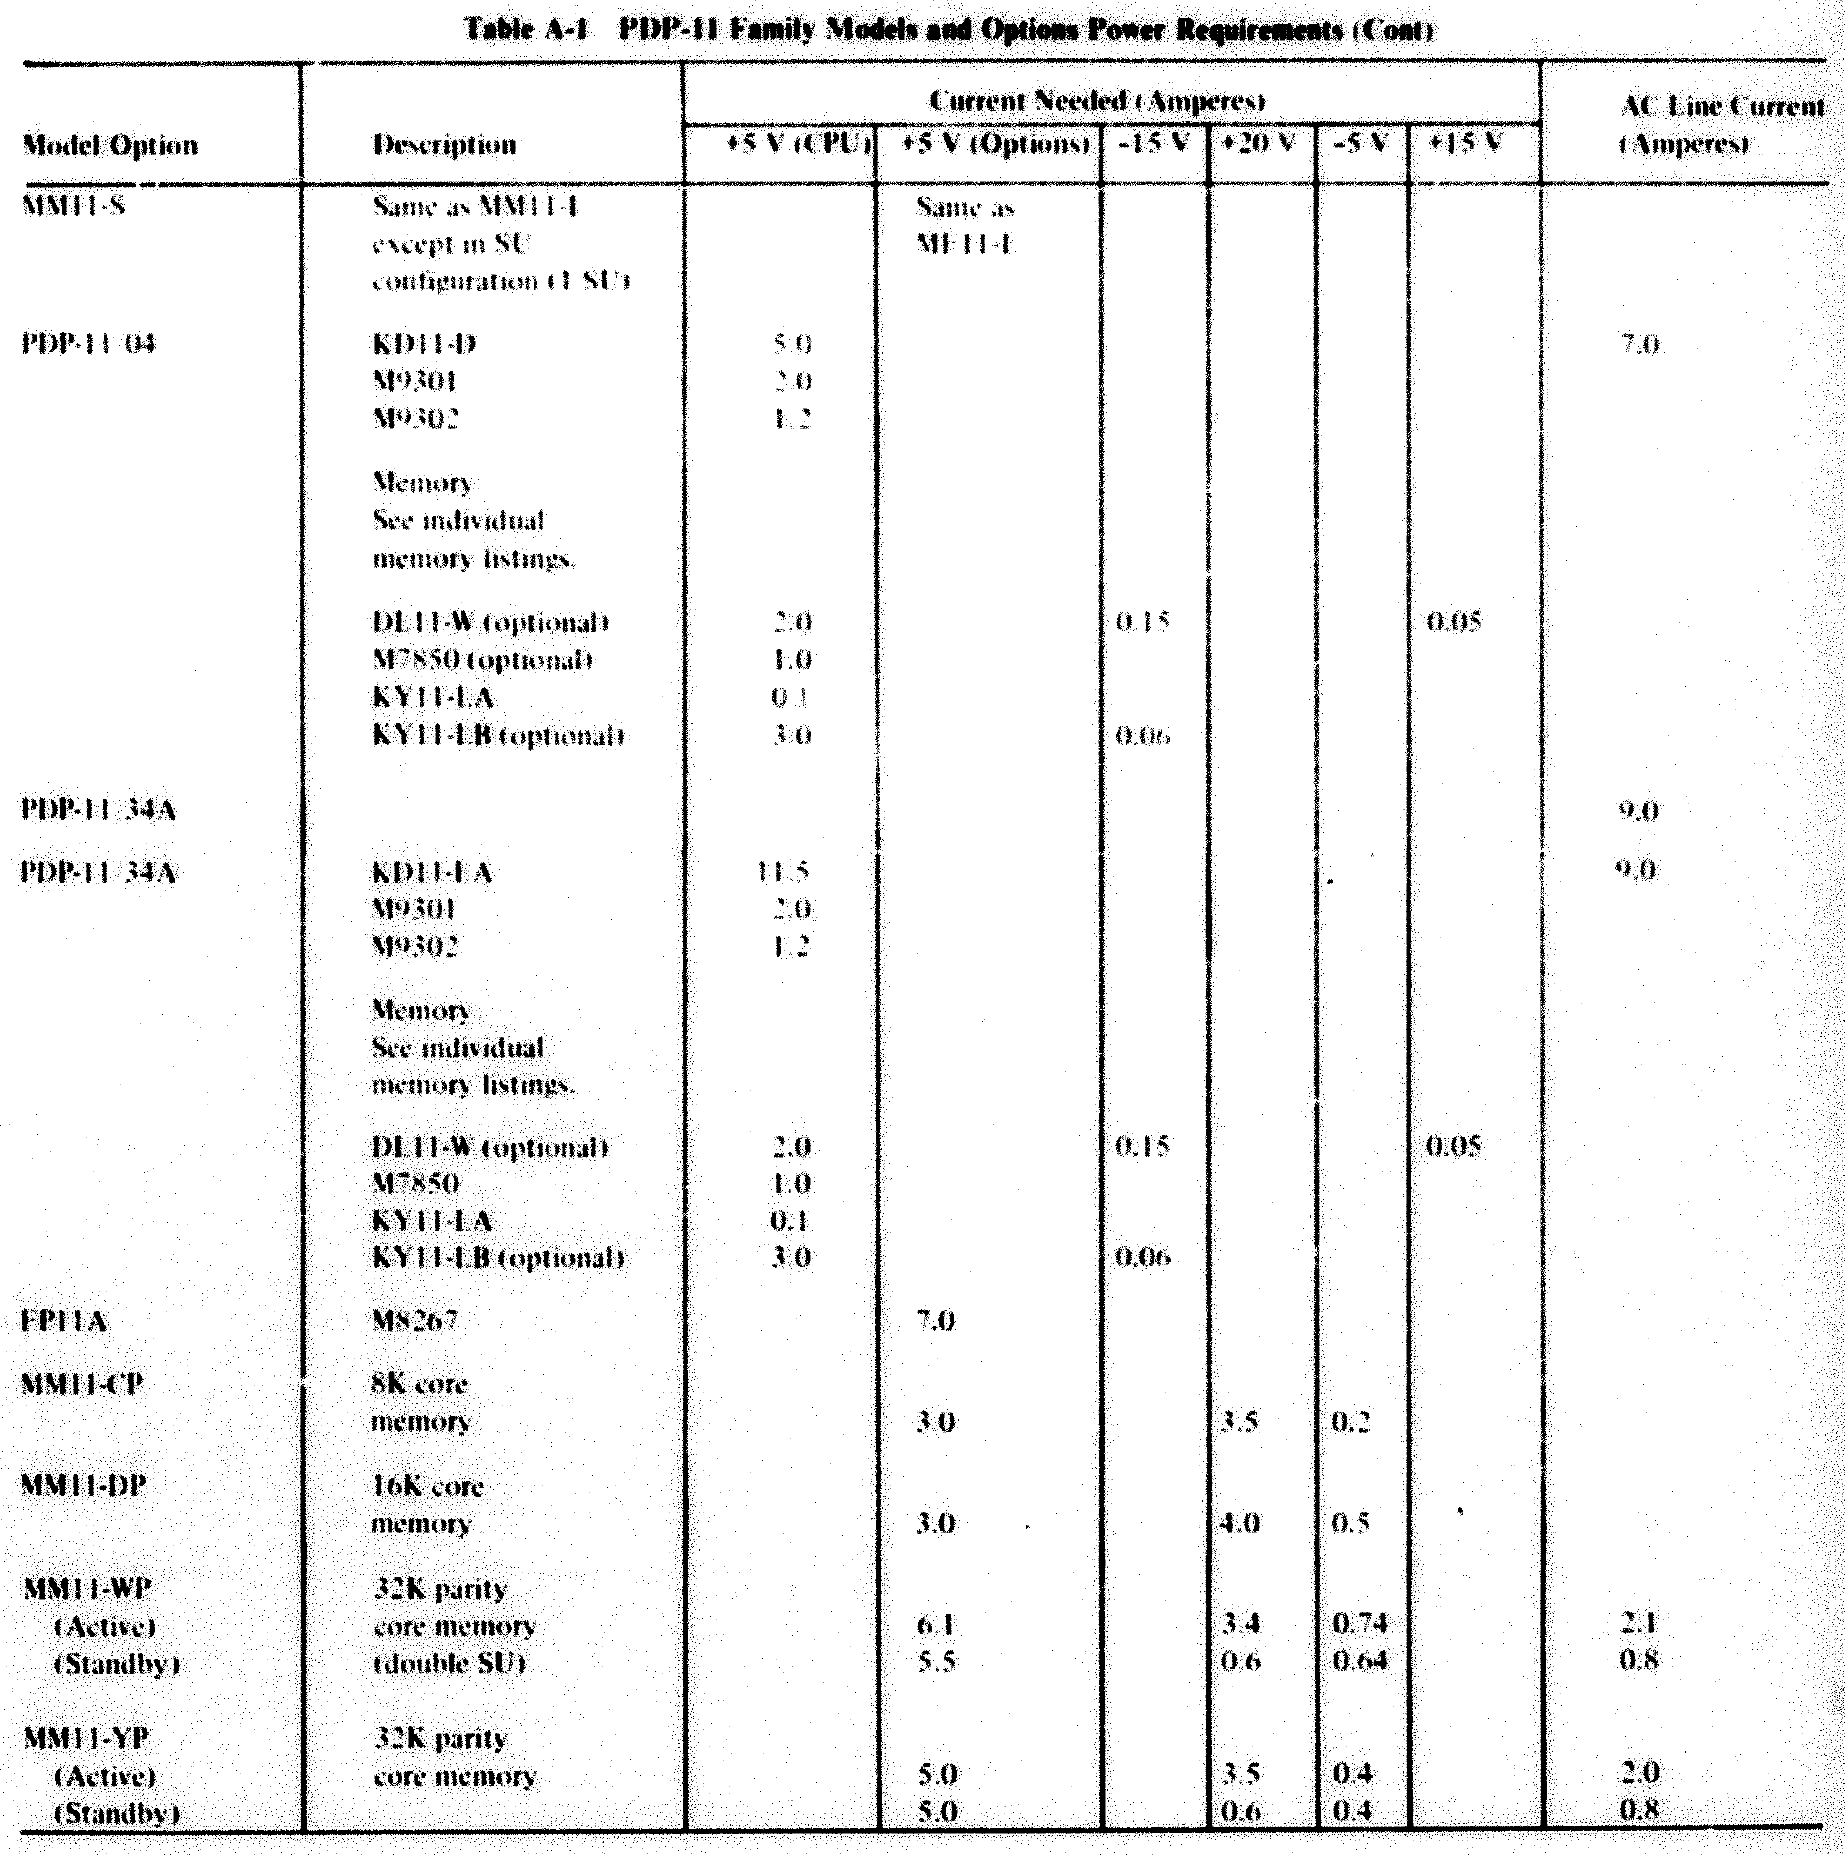 Table A-1 PDP-11 Family Models and Options Power Requirements (Cont)
Current Needed (Amperes)
AC Line Current
(Amperes)
Model/Option Description +5 V (CPU) +5 V (Options) -15 V +20 V -5 V +15 V
MM11-S Same as MM11-L Same as
except in SU MF11-L
configuration (1 SU)
PDP-11/04 KD11-D 5.0 7.0
M9301 2.0
M9302 1.2
Memory
See individual
memory listings.
DL11-W (optional) 2.0 0.15 0.05
M7850 (optional) 1.0
KY11-LA 0.1
KY11-LB (optional) 3.0 0.06
PDP-11/34A 9.0
PDP-11/34A KD11-EA 11.5 9.0
M9301 2.0
M9302 1.2
Memory
See individual
memory listings.
DL11-W (optional) 2.0 0.15 0.05
M7850 1.0
KY11-LA 0.1
KY11-LB (optional) 3.0 0.06
FP11A M8267 7.0
MM11-CP 8K core
memory 3.0 3.5 0.2
MM11-DP 16K core
memory 3.0 4.0 0.5
MM11-WP 32K parity
(Active) core memory 6.1 3.4 0.74 2.1
(Standby) (double SU) 5.5 0.6 0.64 0.8
MM11-YP 32K parity
(Active) core memory 5.0 3.5 0.4 2.0
(Standby) 5.0 0.6 0.4 0.8